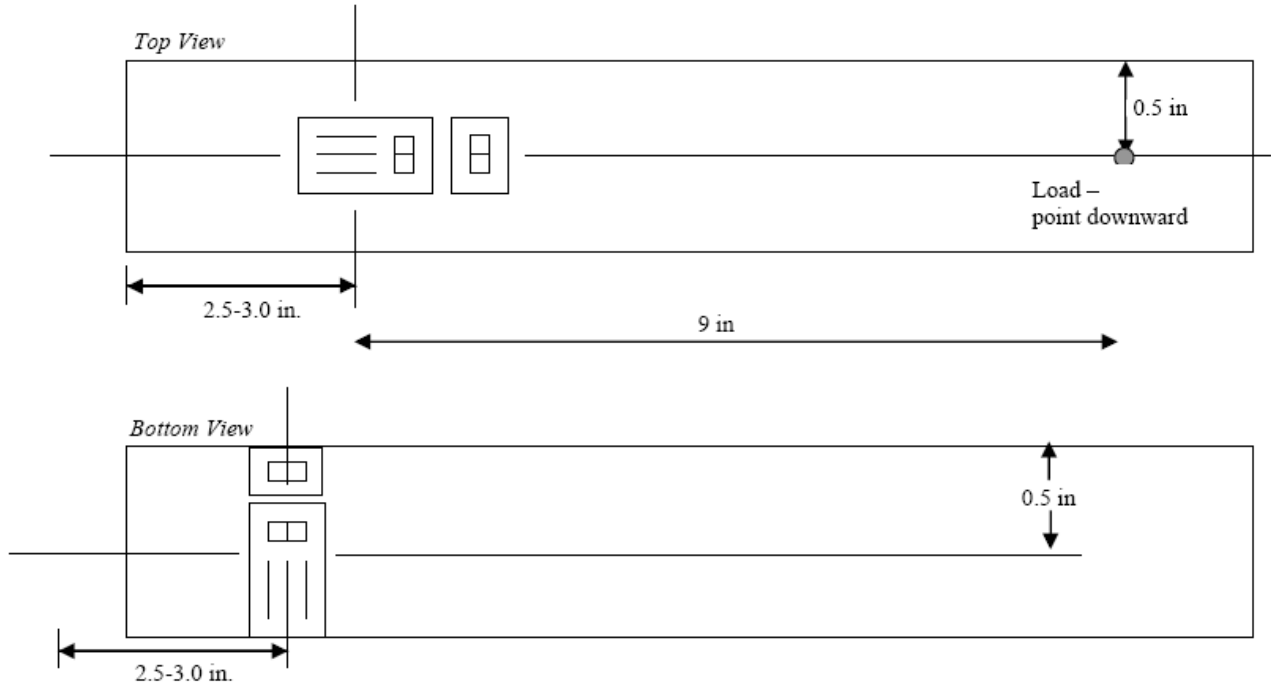 Top View
0.5 in
Load –
point downward
2.5-3.0 in.
9 in
Bottom View
0.5 in
2.5-3.0 in.